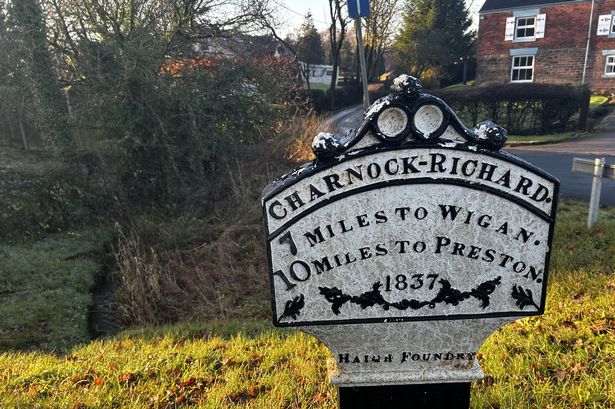 CHARNOCK-RICHARD.
7 MILES TO WIGAN.
10 MILES TO PRESTON.
1837
HAIGH FOUNDRY